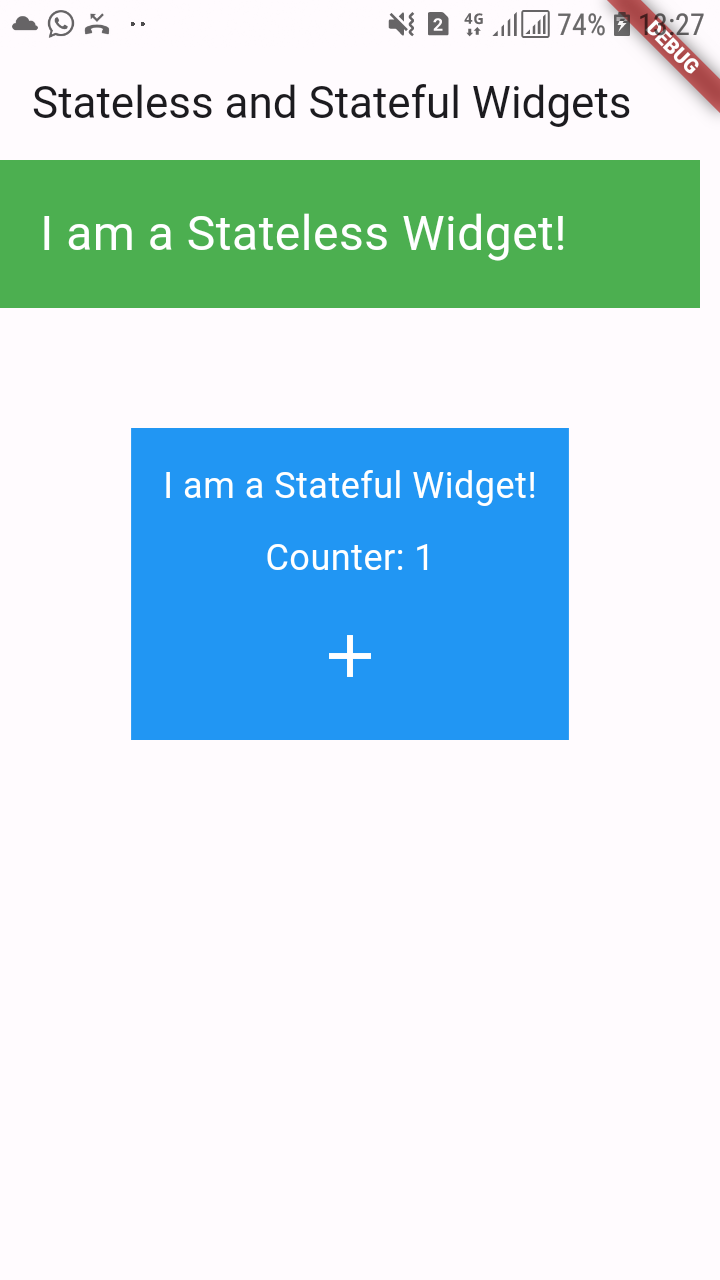 2 4G 74% 18:27
DEBUG
Stateless and Stateful Widgets
I am a Stateless Widget!
I am a Stateful Widget!
Counter: 1